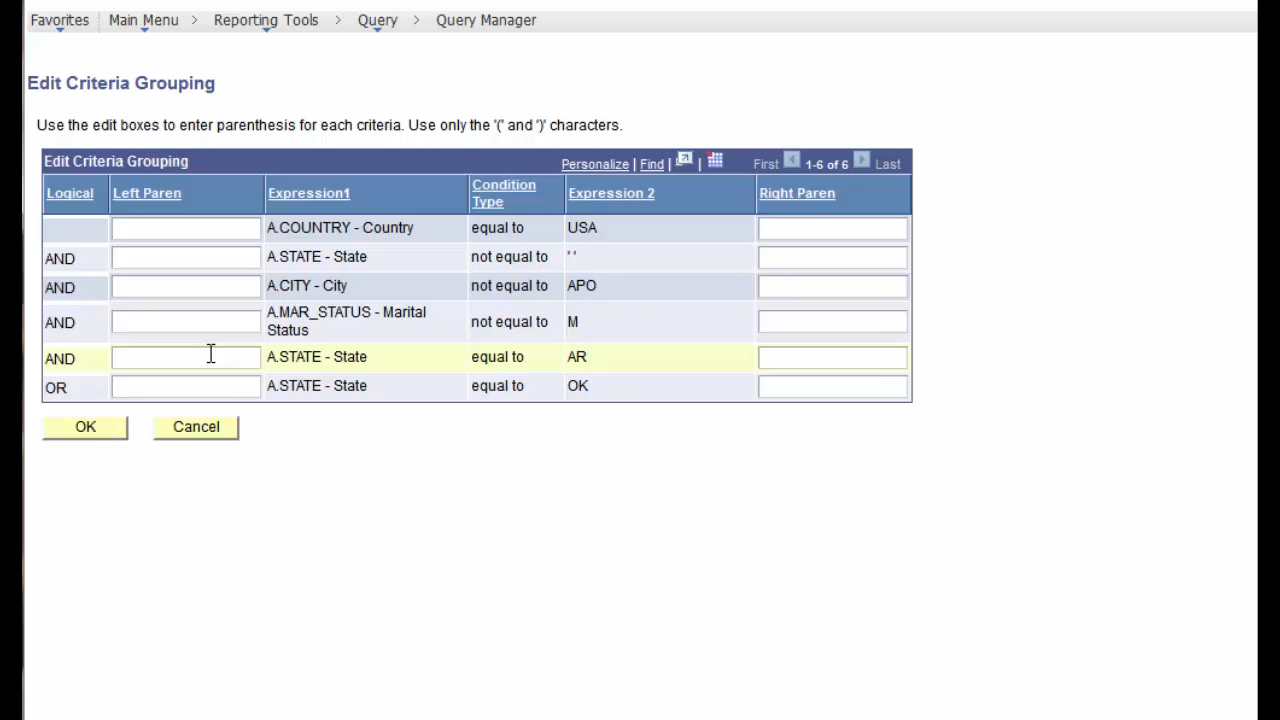 Favorites Main Menu > Reporting Tools > Query > Query Manager
Edit Criteria Grouping
Use the edit boxes to enter parenthesis for each criteria. Use only the '(' and ')' characters.
Edit Criteria Grouping Personalize | Find | | First 1-6 of 6 Last
Logical Left Paren Expression1 Condition Type Expression 2 Right Paren
A.COUNTRY - Country equal to USA
AND A.STATE - State not equal to ' '
AND A.CITY - City not equal to APO
AND A.MAR_STATUS - Marital Status not equal to M
AND A.STATE - State equal to AR
OR A.STATE - State equal to OK
OK Cancel